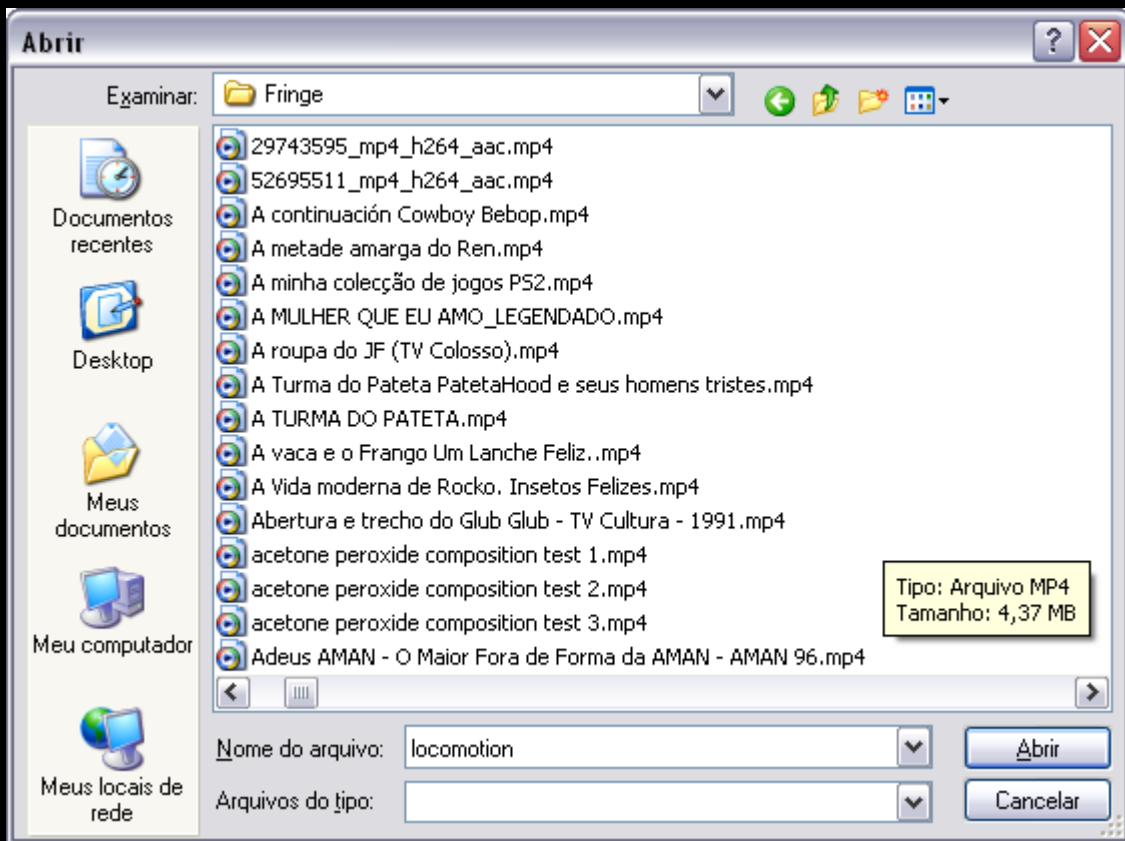 Abrir
Examinar:
Fringe
Documentos
recentes
Desktop
Meus
documentos
Meu computador
Meus locais de
rede
29743595_mp4_h264_aac.mp4
52695511_mp4_h264_aac.mp4
A continuación Cowboy Bebop.mp4
A metade amarga do Ren.mp4
A minha colecção de jogos PS2.mp4
A MULHER QUE EU AMO_LEGENDADO.mp4
A roupa do JF (TV Colosso).mp4
A Turma do Pateta PatetaHood e seus homens tristes.mp4
A TURMA DO PATETA.mp4
A vaca e o Frango Um Lanche Feliz..mp4
A Vida moderna de Rocko. Insetos Felizes.mp4
Abertura e trecho do Glub Glub - TV Cultura - 1991.mp4
acetone peroxide composition test 1.mp4
acetone peroxide composition test 2.mp4
acetone peroxide composition test 3.mp4
Adeus AMAN - O Maior Fora de Forma da AMAN - AMAN 96.mp4
Tipo: Arquivo MP4
Tamanho: 4,37 MB
Nome do arquivo:
locomotion
Abrir
Arquivos do tipo:
Cancelar